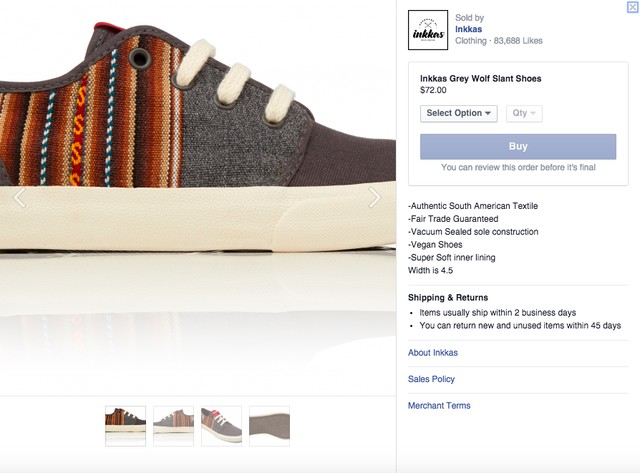 Sold by
Inkkas
Clothing · 83,688 Likes
inkkas
Inkkas Grey Wolf Slant Shoes
$72.00
Select Option
Qty
Buy
You can review this order before it's final
-Authentic South American Textile
-Fair Trade Guaranteed
-Vacuum Sealed sole construction
-Vegan Shoes
-Super Soft inner lining
Width is 4.5
Shipping & Returns
• Items usually ship within 2 business days
• You can return new and unused items within 45 days
About Inkkas
Sales Policy
Merchant Terms